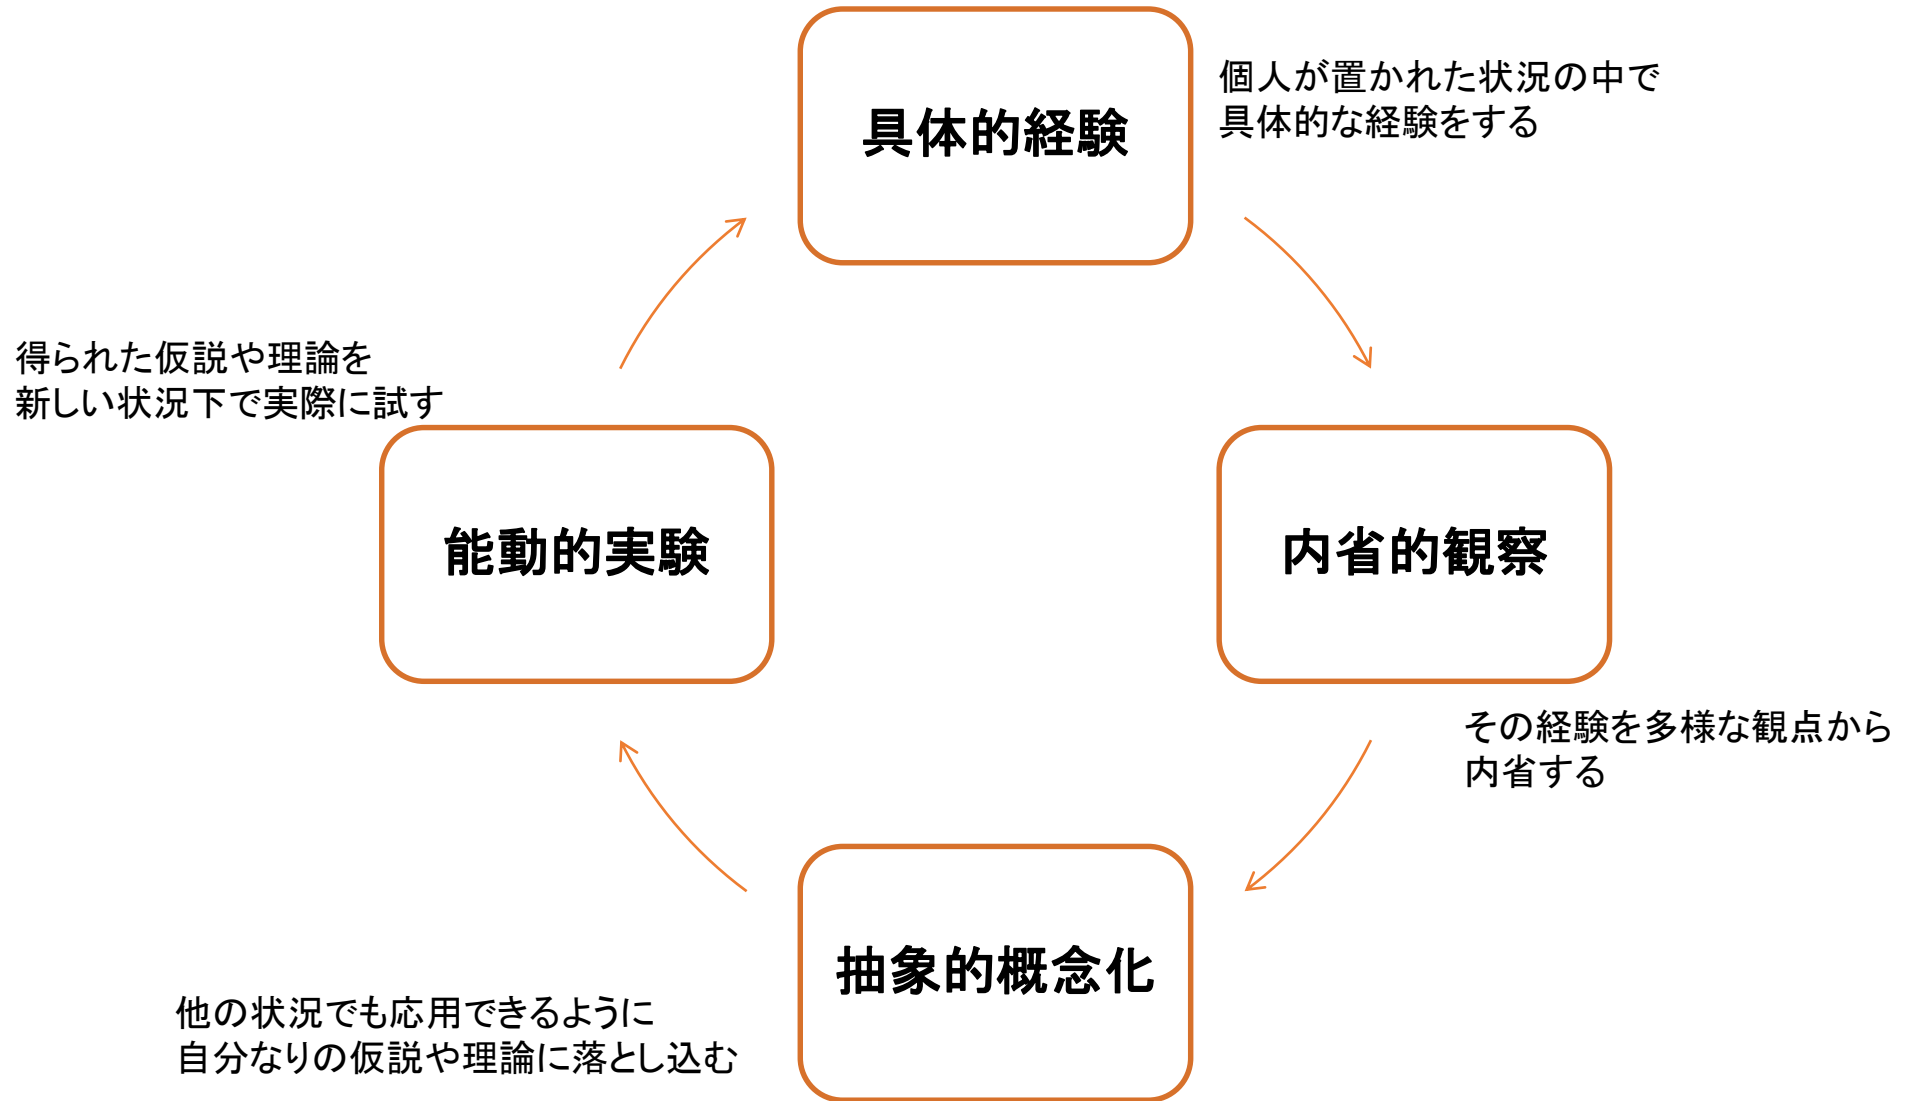 具体的経験
個人が置かれた状況の中で
具体的な経験をする
得られた仮説や理論を
新しい状況下で実際に試す
能動的実験
内省的観察
その経験を多様な観点から
内省する
抽象的概念化
他の状況でも応用できるように
自分なりの仮説や理論に落とし込む